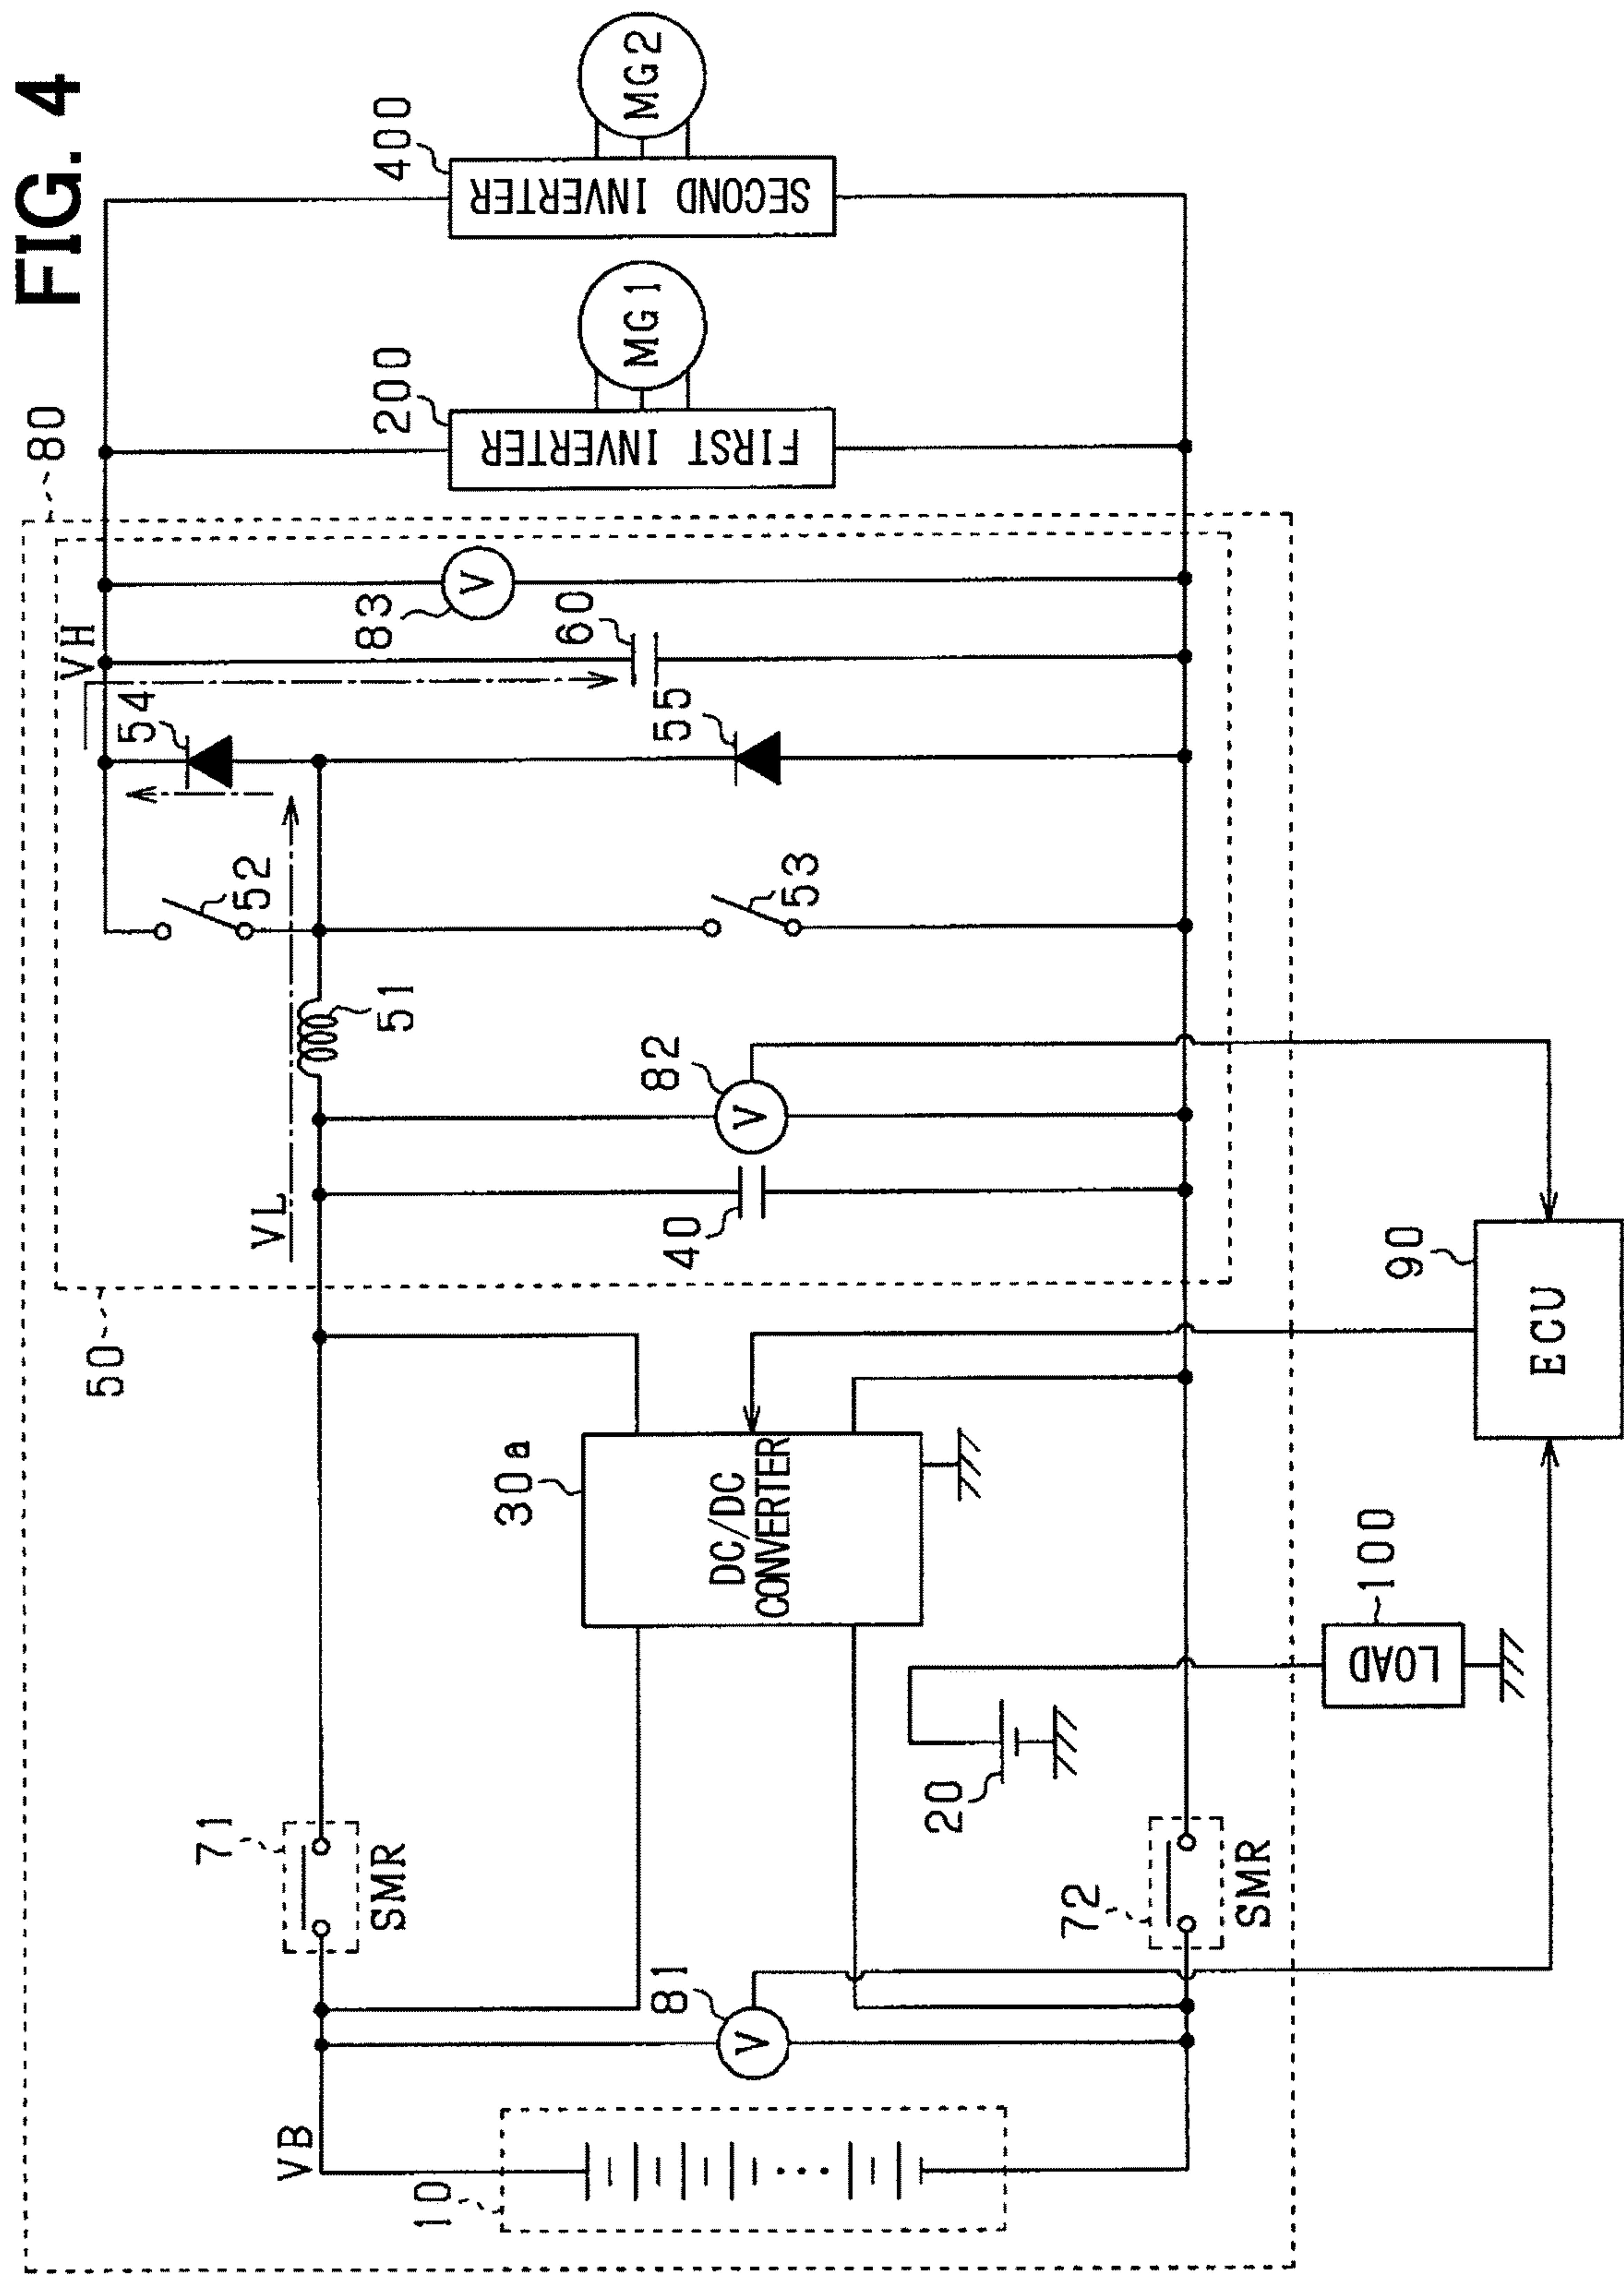 FIG. 4
80
50
VB
VL
VH
10
71
SMR
72
SMR
81
30a
DC/DC
CONVERTER
20
40
82
51
52
53
54
55
60
83
200
FIRST INVERTER
MG1
400
SECOND INVERTER
MG2
LOAD
100
ECU
90
V
V
V